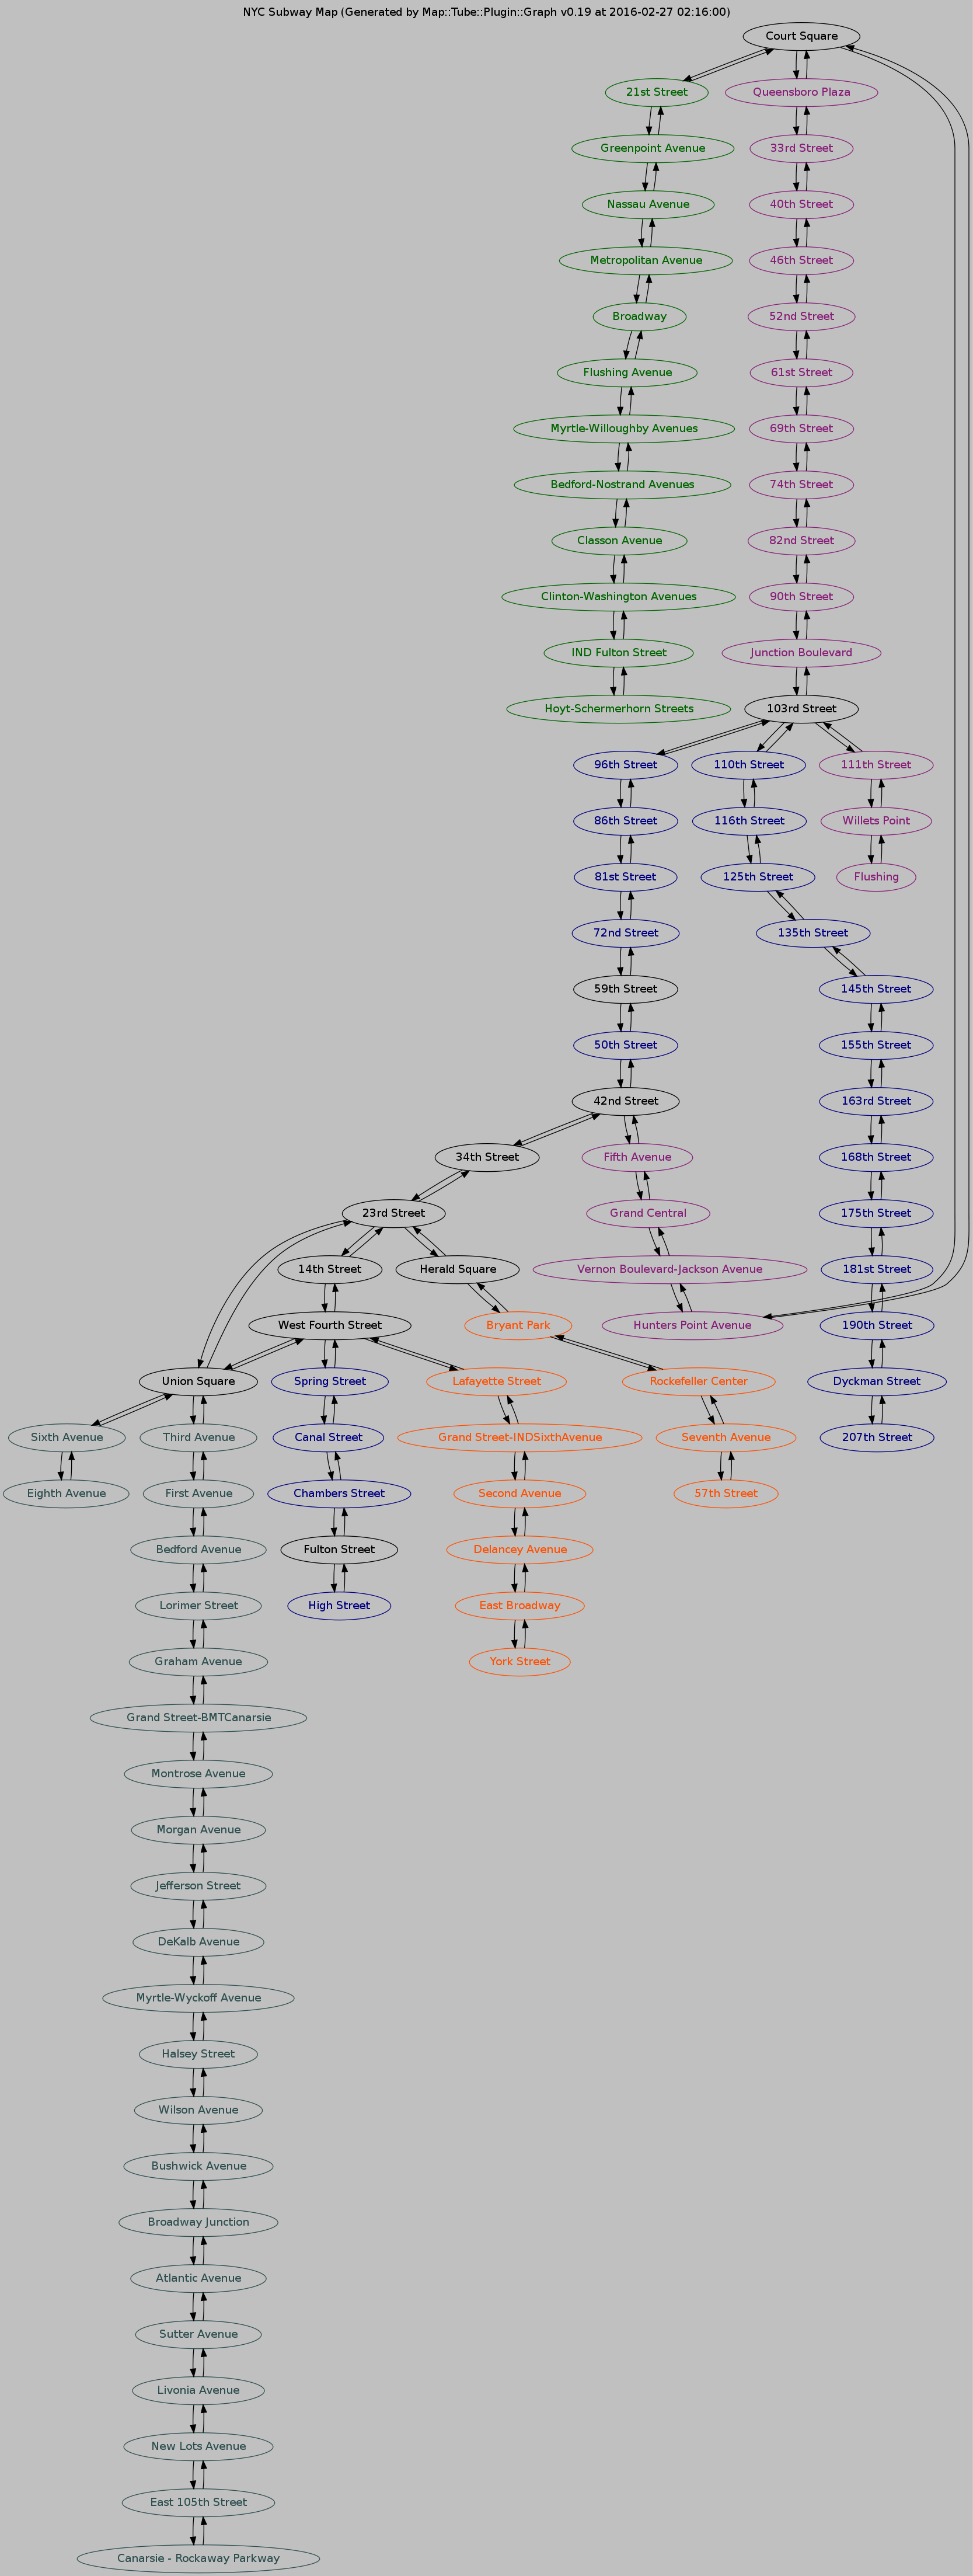 NYC Subway Map (Generated by Map::Tube::Plugin::Graph v0.19 at 2016-02-27 02:16:00)
Court Square
21st Street
Queensboro Plaza
Greenpoint Avenue
33rd Street
Nassau Avenue
40th Street
Metropolitan Avenue
46th Street
Broadway
52nd Street
Flushing Avenue
61st Street
Myrtle-Willoughby Avenues
69th Street
Bedford-Nostrand Avenues
74th Street
Classon Avenue
82nd Street
Clinton-Washington Avenues
90th Street
IND Fulton Street
Junction Boulevard
Hoyt-Schermerhorn Streets
103rd Street
96th Street
110th Street
111th Street
86th Street
116th Street
Willets Point
81st Street
125th Street
Flushing
72nd Street
135th Street
59th Street
145th Street
50th Street
155th Street
42nd Street
163rd Street
34th Street
Fifth Avenue
168th Street
23rd Street
Grand Central
175th Street
14th Street
Herald Square
Vernon Boulevard-Jackson Avenue
181st Street
West Fourth Street
Bryant Park
Hunters Point Avenue
190th Street
Union Square
Spring Street
Lafayette Street
Rockefeller Center
Dyckman Street
Sixth Avenue
Third Avenue
Canal Street
Grand Street-INDSixthAvenue
Seventh Avenue
207th Street
Eighth Avenue
First Avenue
Chambers Street
Second Avenue
57th Street
Bedford Avenue
Fulton Street
Delancey Avenue
Lorimer Street
High Street
East Broadway
Graham Avenue
York Street
Grand Street-BMTCanarsie
Montrose Avenue
Morgan Avenue
Jefferson Street
DeKalb Avenue
Myrtle-Wyckoff Avenue
Halsey Street
Wilson Avenue
Bushwick Avenue
Broadway Junction
Atlantic Avenue
Sutter Avenue
Livonia Avenue
New Lots Avenue
East 105th Street
Canarsie - Rockaway Parkway